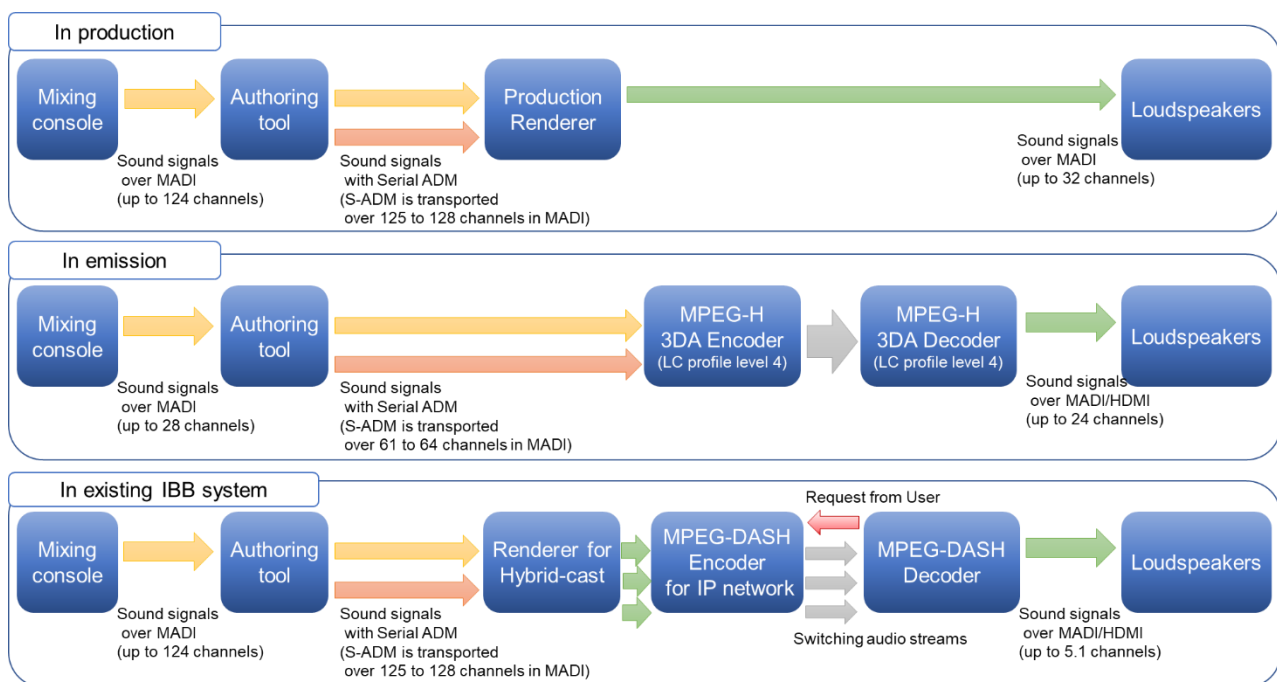 In production
Mixing
console
Authoring
tool
Production
Renderer
Loudspeakers
Sound signals
over MADI
(up to 124 channels)
Sound signals
with Serial ADM
(S-ADM is transported
over 125 to 128 channels in MADI)
Sound signals
over MADI
(up to 32 channels)
In emission
Mixing
console
Authoring
tool
MPEG-H
3DA Encoder
(LC profile level 4)
MPEG-H
3DA Decoder
(LC profile level 4)
Loudspeakers
Sound signals
over MADI
(up to 28 channels)
Sound signals
with Serial ADM
(S-ADM is transported
over 61 to 64 channels in MADI)
Sound signals
over MADI/HDMI
(up to 24 channels)
In existing IBB system
Request from User
Mixing
console
Authoring
tool
Renderer for
Hybrid-cast
MPEG-DASH
Encoder
for IP network
MPEG-DASH
Decoder
Loudspeakers
Sound signals
over MADI
(up to 124 channels)
Sound signals
with Serial ADM
(S-ADM is transported
over 125 to 128 channels in MADI)
Switching audio streams
Sound signals
over MADI/HDMI
(up to 5.1 channels)